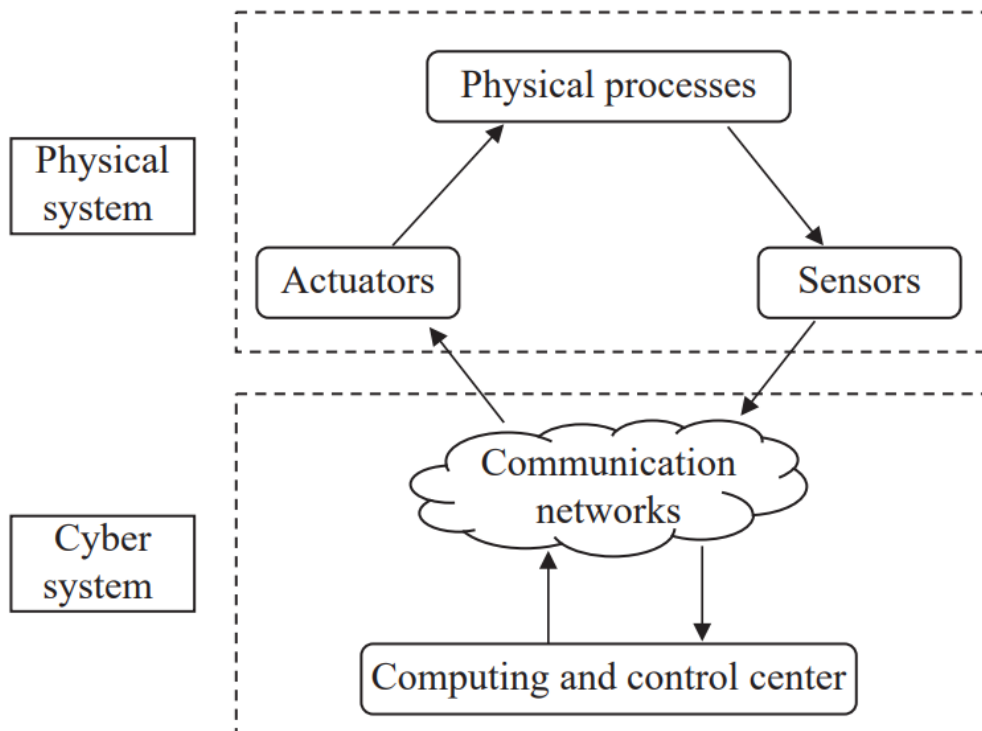 Physical processes
Physical
system
Actuators
Sensors
Communication
networks
Cyber
system
Computing and control center